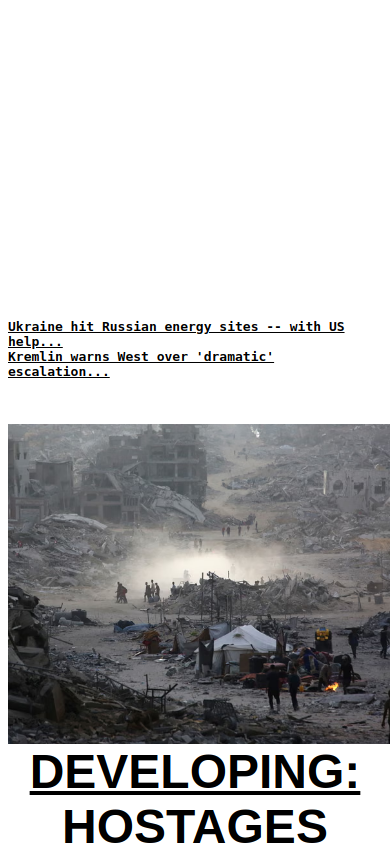 Ukraine hit Russian energy sites -- with US
help...
Kremlin warns West over 'dramatic'
escalation...
DEVELOPING:
HOSTAGES